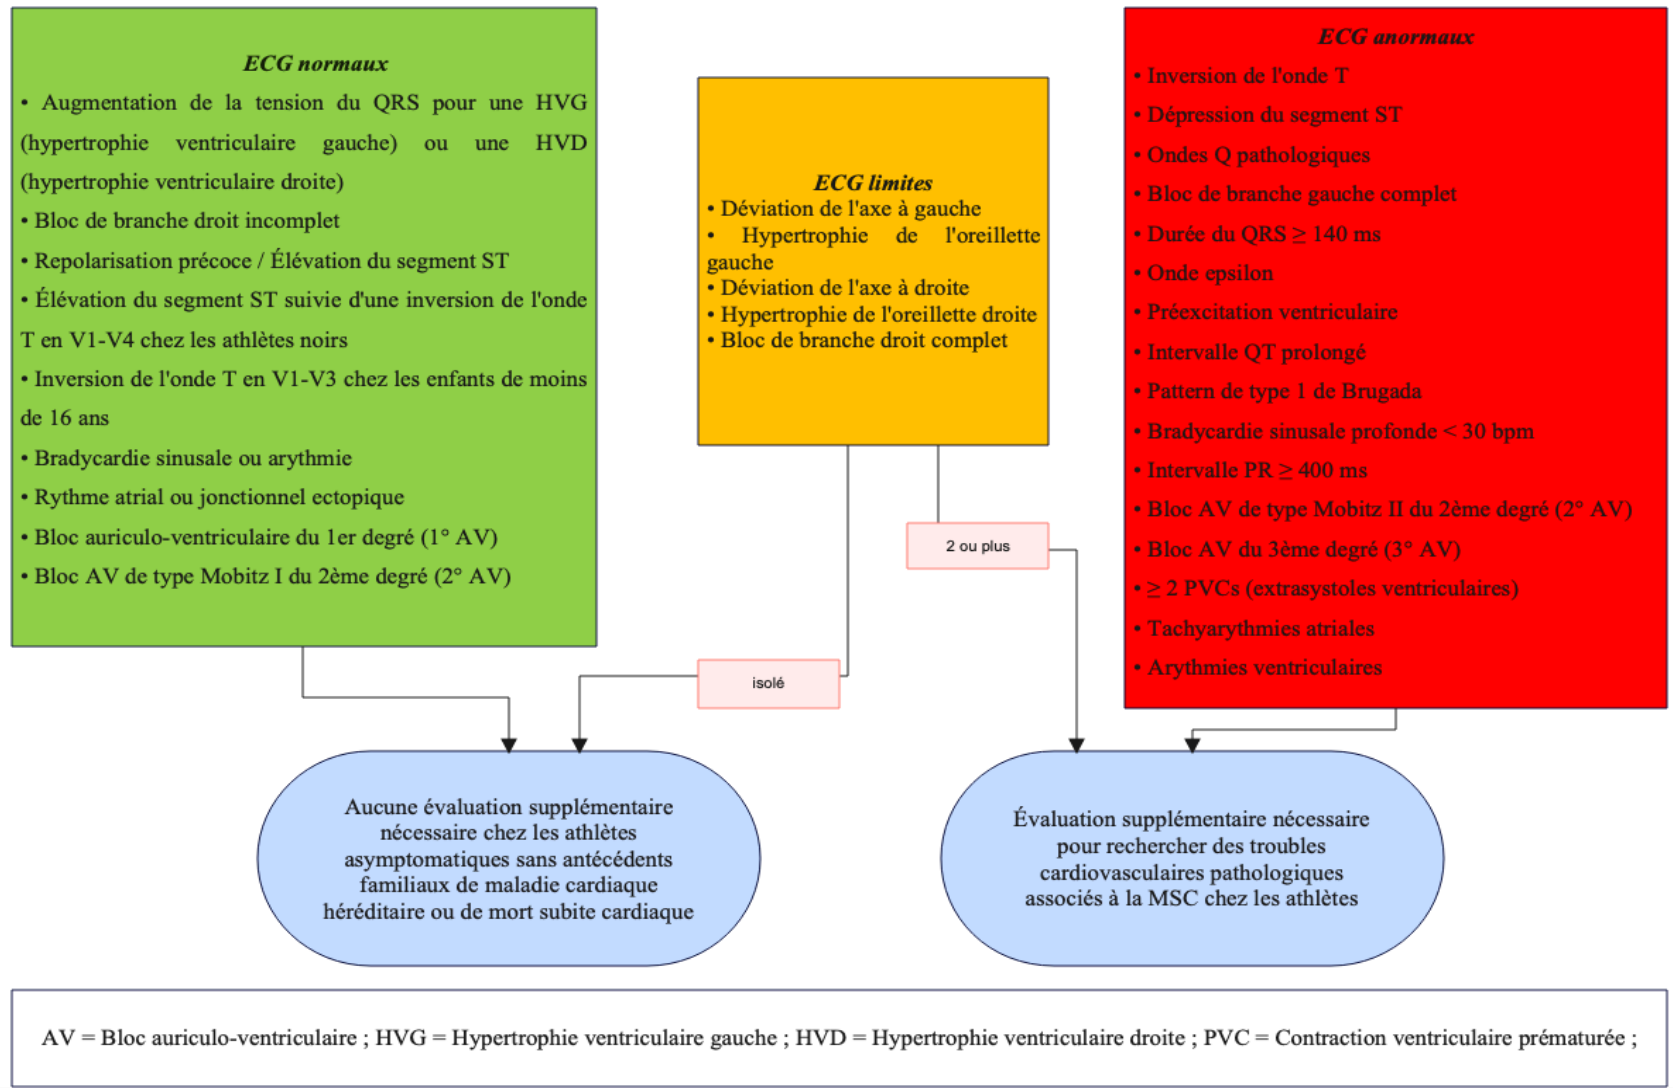 ECG normaux
• Augmentation de la tension du QRS pour une HVG
(hypertrophie ventriculaire gauche) ou une HVD
(hypertrophie ventriculaire droite)
• Bloc de branche droit incomplet
• Repolarisation précoce / Élévation du segment ST
• Élévation du segment ST suivie d'une inversion de l'onde
T en V1-V4 chez les athlètes noirs
• Inversion de l'onde T en V1-V3 chez les enfants de moins
de 16 ans
• Bradycardie sinusale ou arythmie
• Rythme atrial ou jonctionnel ectopique
• Bloc auriculo-ventriculaire du 1er degré (1° AV)
• Bloc AV de type Mobitz I du 2ème degré (2° AV)
ECG limites
• Déviation de l'axe à gauche
• Hypertrophie de l'oreillette
gauche
• Déviation de l'axe à droite
• Hypertrophie de l'oreillette droite
• Bloc de branche droit complet
ECG anormaux
• Inversion de l'onde T
• Dépression du segment ST
• Ondes Q pathologiques
• Bloc de branche gauche complet
• Durée du QRS ≥ 140 ms
• Onde epsilon
• Préexcitation ventriculaire
• Intervalle QT prolongé
• Pattern de type 1 de Brugada
• Bradycardie sinusale profonde < 30 bpm
• Intervalle PR ≥ 400 ms
• Bloc AV de type Mobitz II du 2ème degré (2° AV)
• Bloc AV du 3ème degré (3° AV)
• ≥ 2 PVCs (extrasystoles ventriculaires)
• Tachyarythmies atriales
• Arythmies ventriculaires
2 ou plus
isolé
Aucune évaluation supplémentaire
nécessaire chez les athlètes
asymptomatiques sans antécédents
familiaux de maladie cardiaque
héréditaire ou de mort subite cardiaque
Évaluation supplémentaire nécessaire
pour rechercher des troubles
cardiovasculaires pathologiques
associés à la MSC chez les athlètes
AV = Bloc auriculo-ventriculaire ; HVG = Hypertrophie ventriculaire gauche ; HVD = Hypertrophie ventriculaire droite ; PVC = Contraction ventriculaire prématurée ;